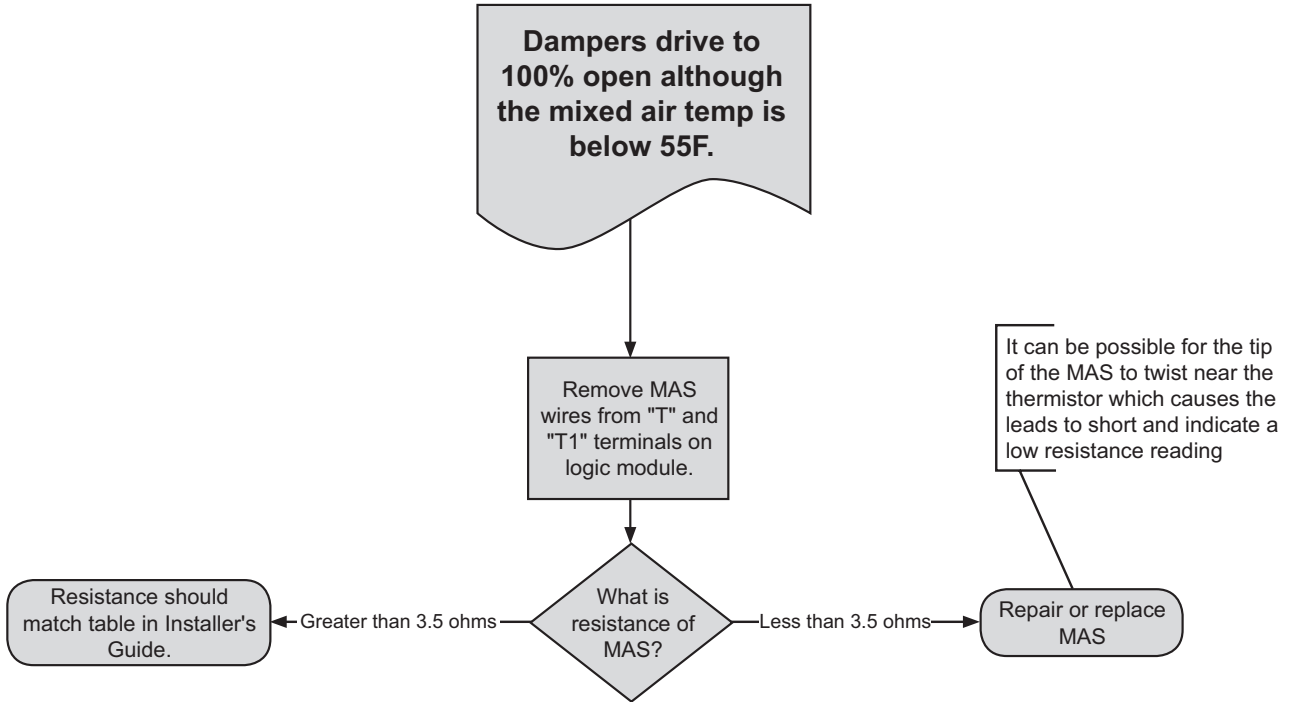 Dampers drive to
100% open although
the mixed air temp is
below 55F.
Remove MAS
wires from "T" and
"T1" terminals on
logic module.
It can be possible for the tip
of the MAS to twist near the
thermistor which causes the
leads to short and indicate a
low resistance reading
What is
resistance of
MAS?
Greater than 3.5 ohms
Resistance should
match table in Installer's
Guide.
Less than 3.5 ohms
Repair or replace
MAS